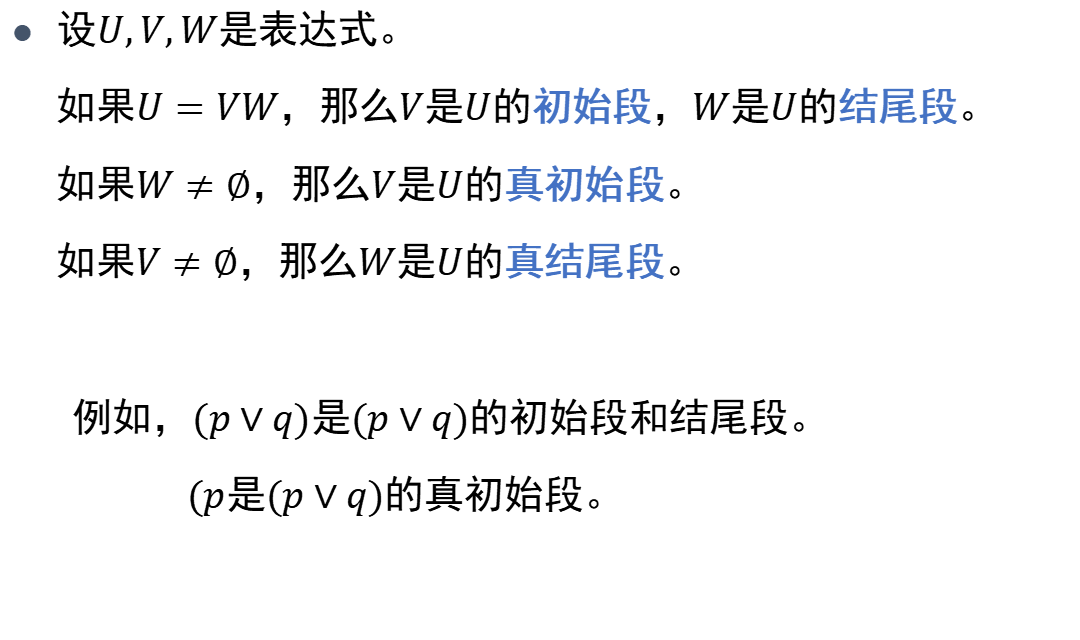 • 设U,V,W是表达式。
如果U = VW，那么V是U的初始段，W是U的结尾段。
如果W ≠ ∅，那么V是U的真初始段。
如果V ≠ ∅，那么W是U的真结尾段。
例如，(p ∨ q)是(p ∨ q)的初始段和结尾段。
(p是(p ∨ q)的真初始段。